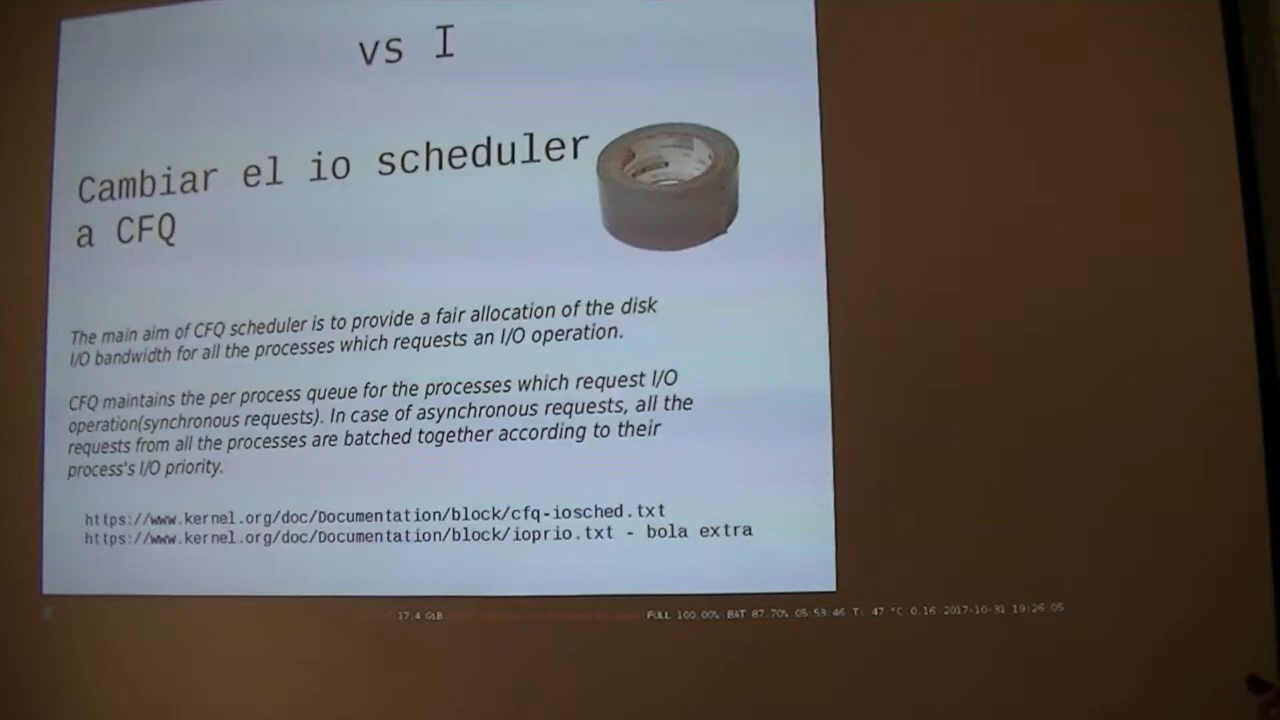 vs I
Cambiar el io scheduler
a CFQ
The main aim of CFQ scheduler is to provide a fair allocation of the disk
I/O bandwidth for all the processes which requests an I/O operation.
CFQ maintains the per process queue for the processes which request I/O
operation(synchronous requests). In case of asynchronous requests, all the
requests from all the processes are batched together according to their
process's I/O priority.
https://www.kernel.org/doc/Documentation/block/cfq-iosched.txt
https://www.kernel.org/doc/Documentation/block/ioprio.txt - bola extra
17.4 GiB
FULL 100.00% BAT 87.70% 05:53:46 T: 47 °C 0.16 2017-10-31 19:26:05